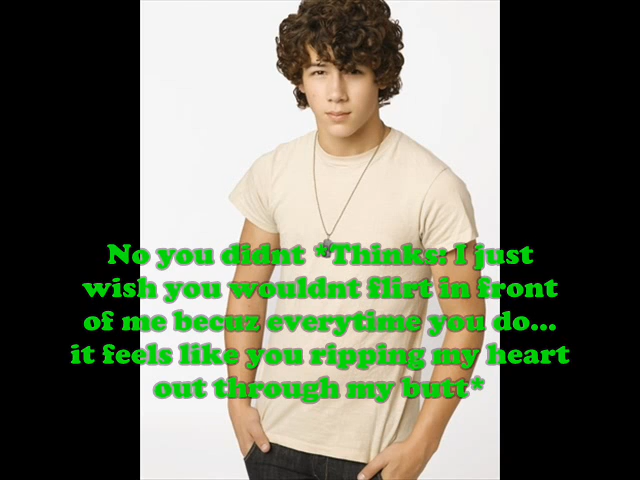 No you didnt *Thinks: I just
wish you wouldnt flirt in front
of me becuz everytime you do...
it feels like you ripping my heart
out through my butt*